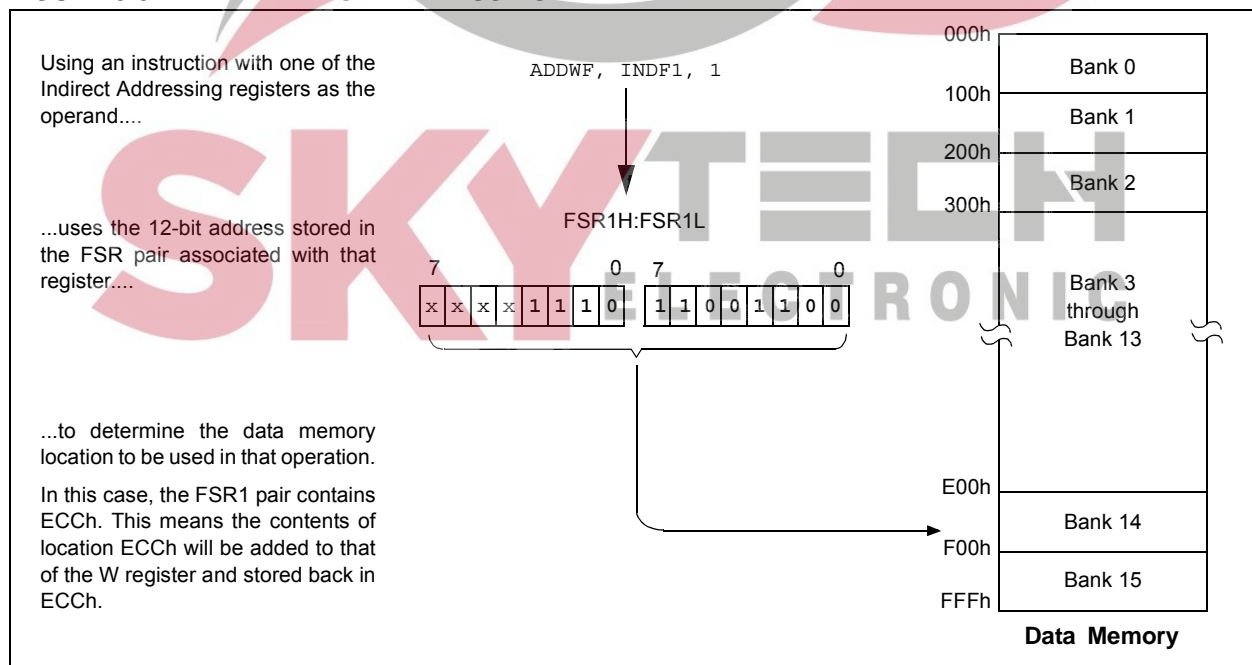 Using an instruction with one of the
Indirect Addressing registers as the
operand....
ADDWF, INDF1, 1
...uses the 12-bit address stored in
the FSR pair associated with that
register....
FSR1H:FSR1L
7 0 7 0
x x x x 1 1 1 0 1 1 0 0 1 1 0 0
...to determine the data memory
location to be used in that operation.
In this case, the FSR1 pair contains
ECCh. This means the contents of
location ECCh will be added to that
of the W register and stored back in
ECCh.
000h
Bank 0
100h
Bank 1
200h
Bank 2
300h
Bank 3
through
Bank 13
E00h
Bank 14
F00h
Bank 15
FFFh
Data Memory
SKYTECH
ELECTRONIC